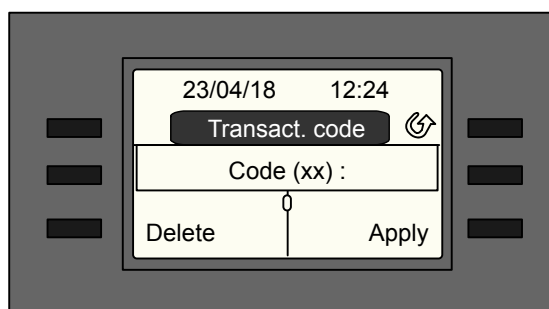 23/04/18 12:24
Transact. code
Code (xx) :
Delete Apply